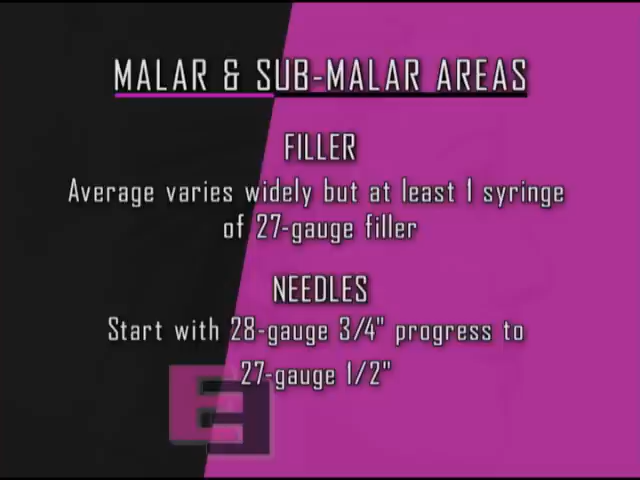 MALAR & SUB-MALAR AREAS
FILLER
Average varies widely but at least 1 syringe
of 27-gauge filler
NEEDLES
Start with 28-gauge 3/4" progress to
27-gauge 1/2"